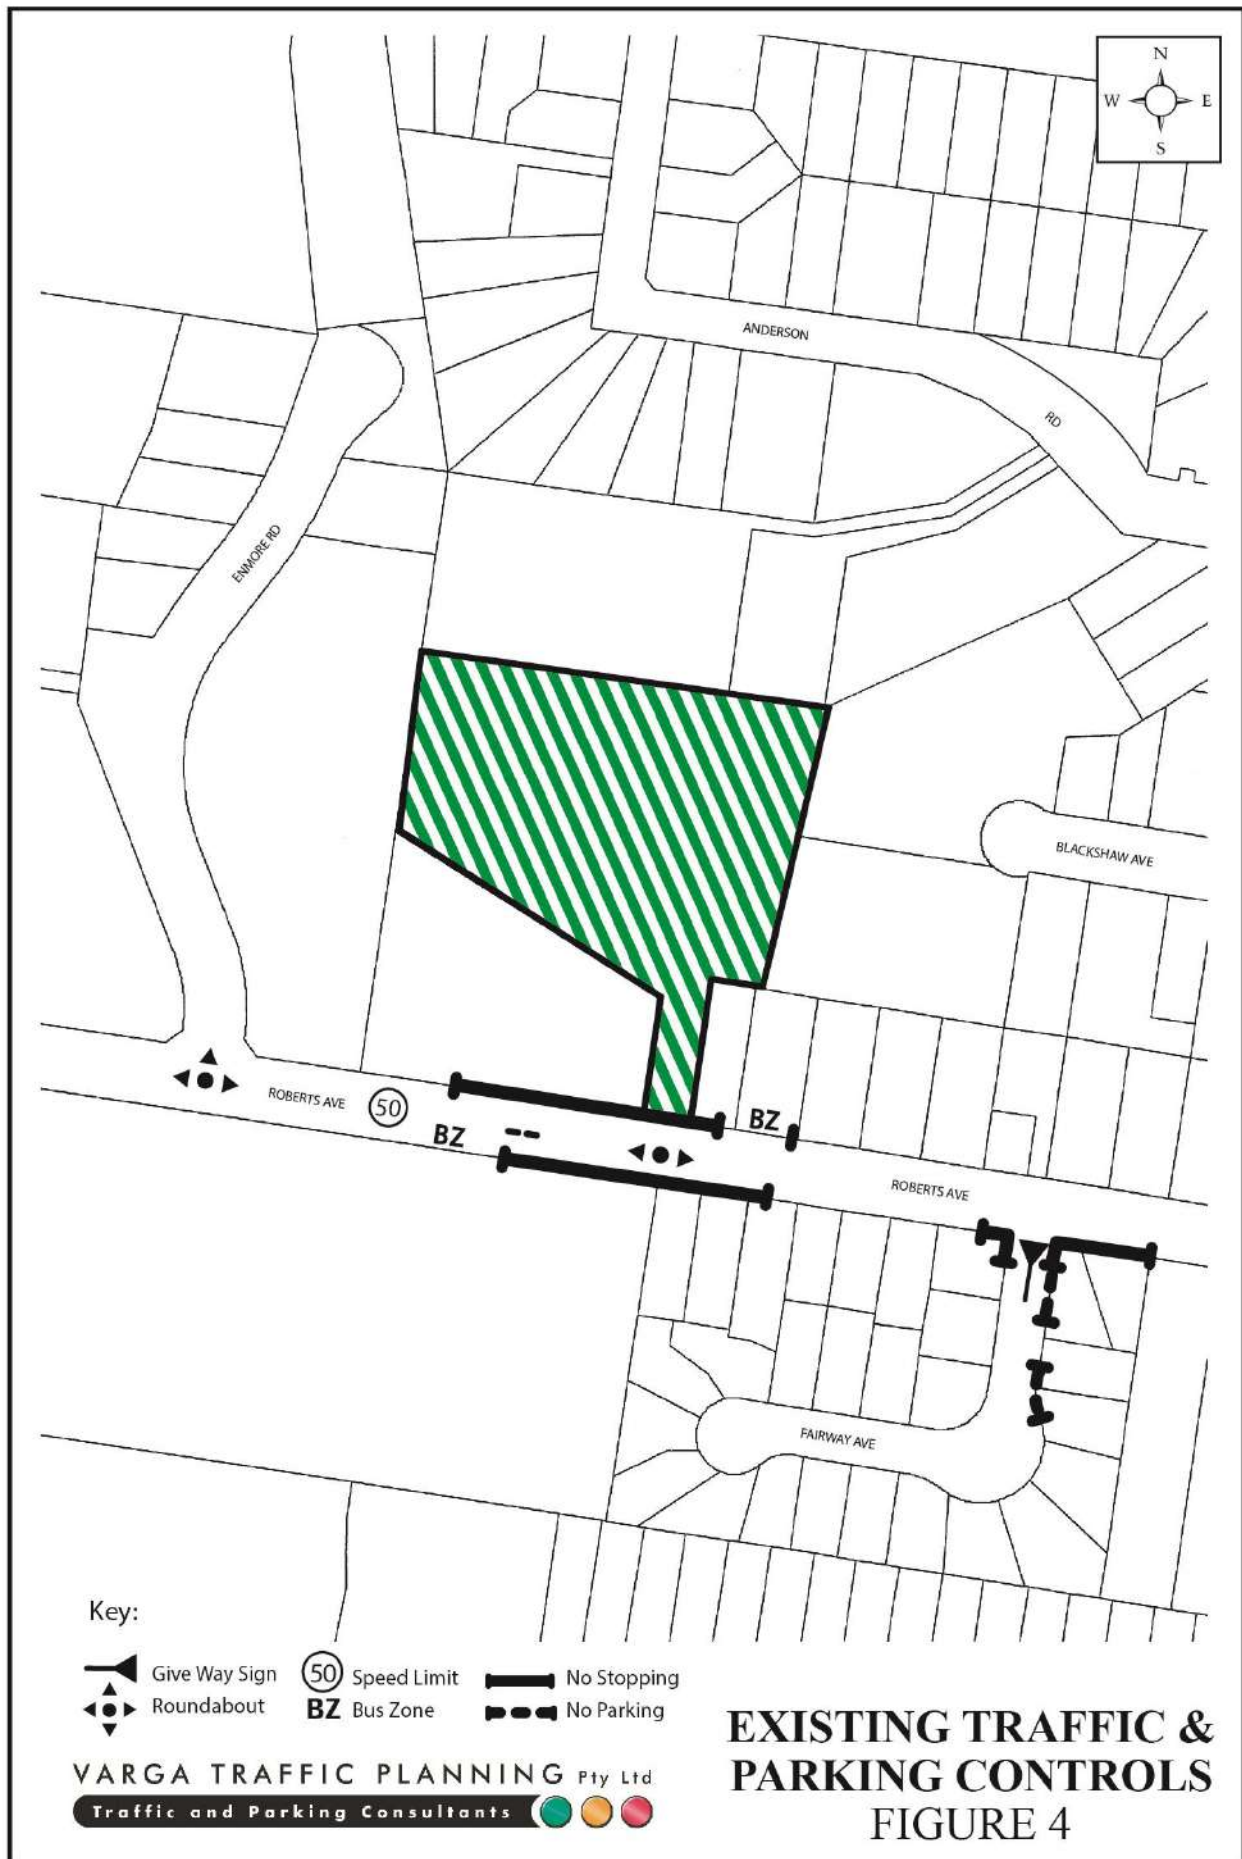 N
W E
S
ANDERSON
RD
ENMORE RD
BLACKSHAW AVE
ROBERTS AVE
50
BZ
BZ
ROBERTS AVE
FAIRWAY AVE
Key:
Give Way Sign
50 Speed Limit
No Stopping
Roundabout
BZ Bus Zone
No Parking
VARGA TRAFFIC PLANNING Pty Ltd
Traffic and Parking Consultants
EXISTING TRAFFIC &
PARKING CONTROLS
FIGURE 4